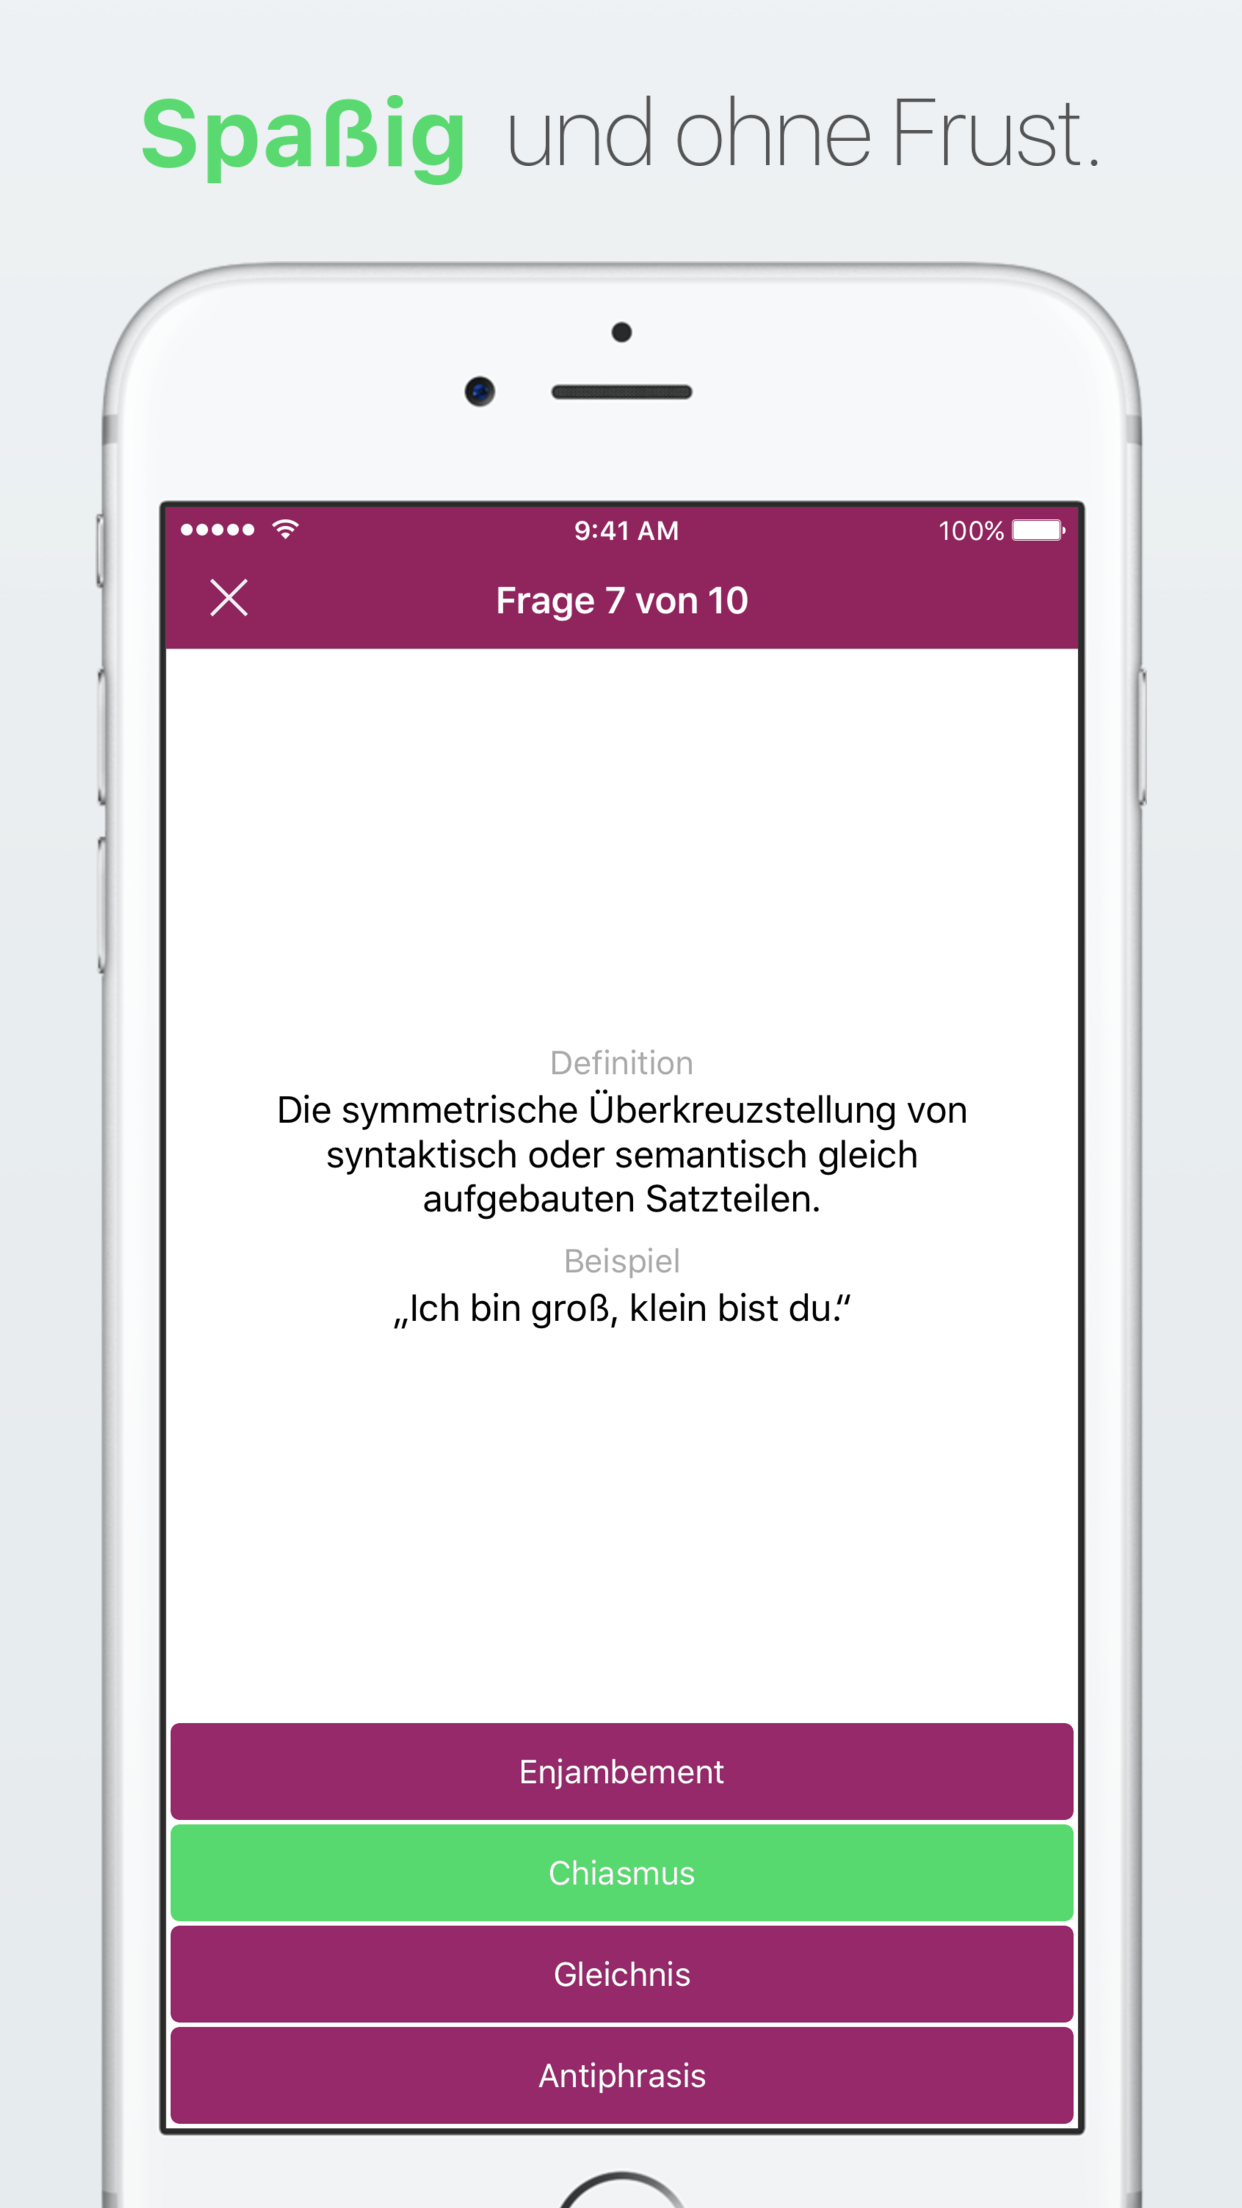 Spaßig und ohne Frust.
9:41 AM 100%
Frage 7 von 10
Definition
Die symmetrische Überkreuzstellung von
syntaktisch oder semantisch gleich
aufgebauten Satzteilen.
Beispiel
„Ich bin groß, klein bist du.“
Enjambement
Chiasmus
Gleichnis
Antiphrasis